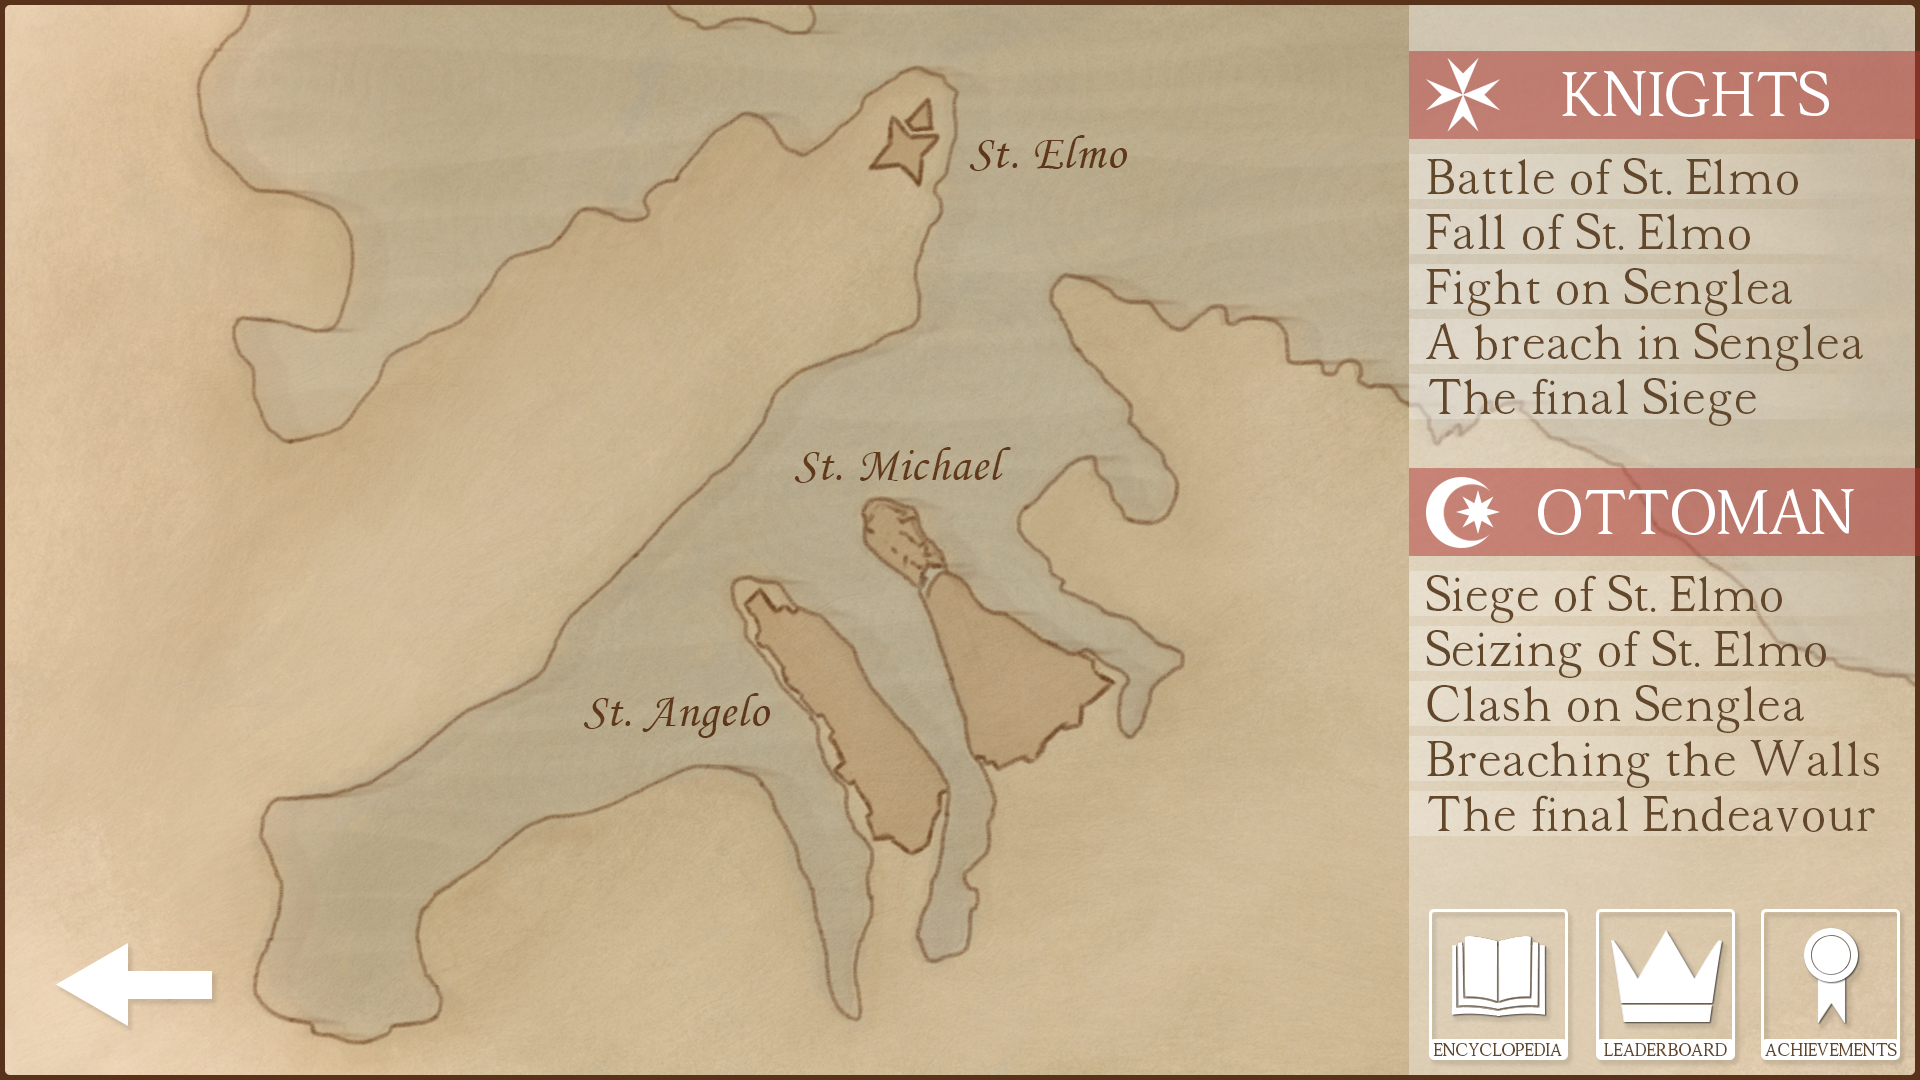 St. Elmo
St. Michael
St. Angelo
KNIGHTS
Battle of St. Elmo
Fall of St. Elmo
Fight on Senglea
A breach in Senglea
The final Siege
OTTOMAN
Siege of St. Elmo
Seizing of St. Elmo
Clash on Senglea
Breaching the Walls
The final Endeavour
ENCYCLOPEDIA
LEADERBOARD
ACHIEVEMENTS